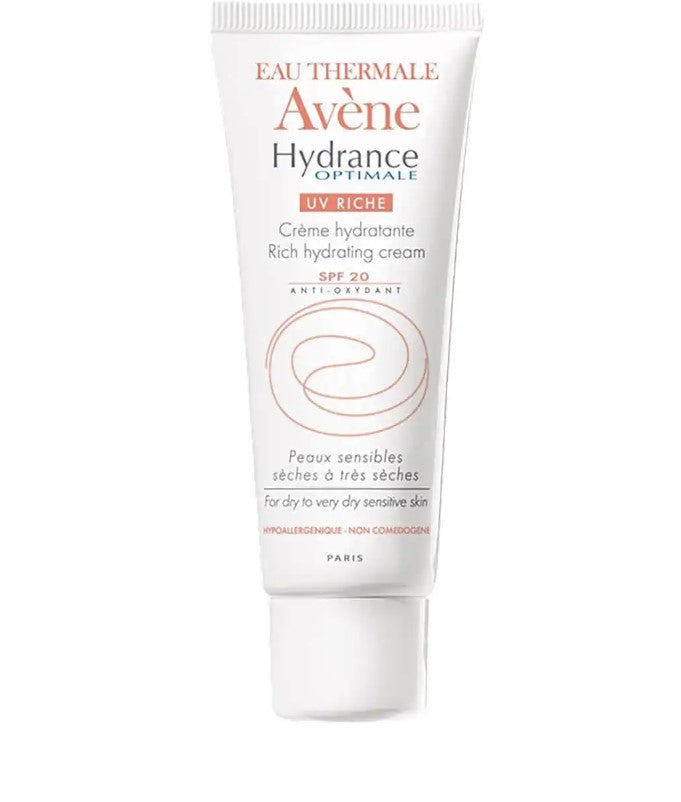 EAU THERMALE
Avène
Hydrance
OPTIMALE
UV RICHE
Crème hydratante
Rich hydrating cream
SPF 20
ANTI-OXYDANT
Peaux sensibles
sèches à très sèches
For dry to very dry sensitive skin
HYPOALLERGENIQUE - NON COMEDOGENE
PARIS